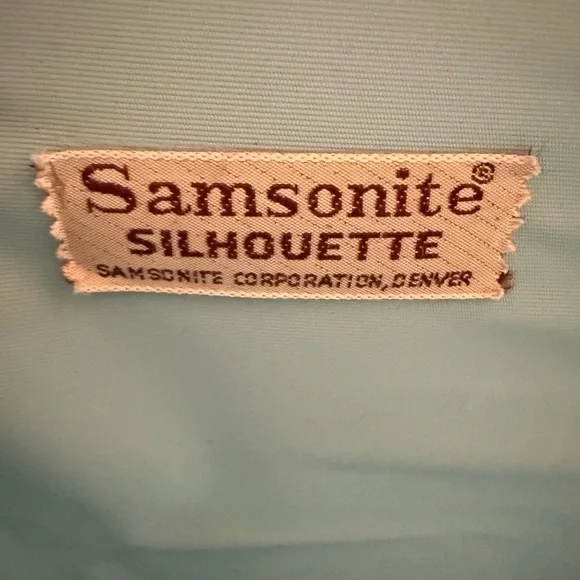 Samsonite®
SILHOUETTE
SAMSONITE CORPORATION, DENVER